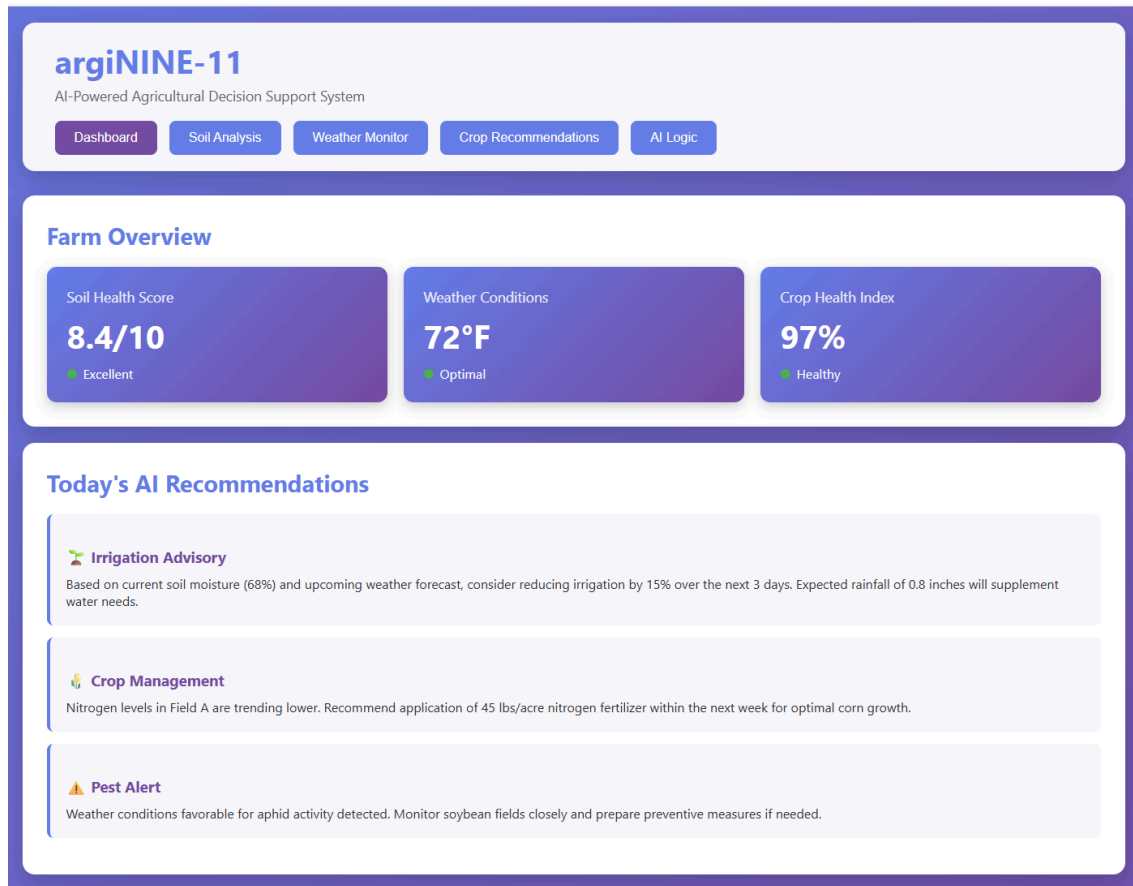 argiNINE-11
AI-Powered Agricultural Decision Support System
Dashboard
Soil Analysis
Weather Monitor
Crop Recommendations
AI Logic
Farm Overview
Soil Health Score
8.4/10
Excellent
Weather Conditions
72°F
Optimal
Crop Health Index
97%
Healthy
Today's AI Recommendations
Irrigation Advisory
Based on current soil moisture (68%) and upcoming weather forecast, consider reducing irrigation by 15% over the next 3 days. Expected rainfall of 0.8 inches will supplement
water needs.
Crop Management
Nitrogen levels in Field A are trending lower. Recommend application of 45 lbs/acre nitrogen fertilizer within the next week for optimal corn growth.
Pest Alert
Weather conditions favorable for aphid activity detected. Monitor soybean fields closely and prepare preventive measures if needed.